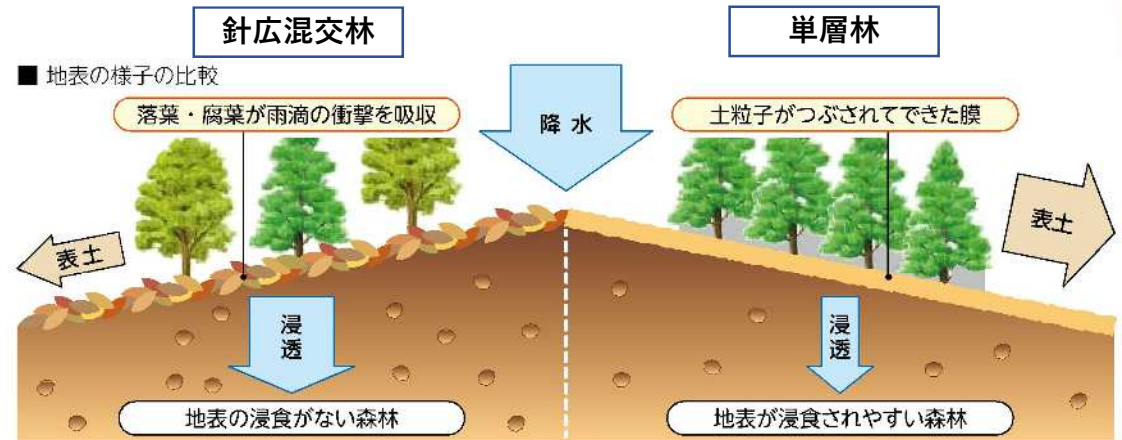 針広混交林
単層林
■ 地表の様子の比較
落葉・腐葉が雨滴の衝撃を吸収
降水
土粒子がつぶされてできた膜
表土
表土
浸透
浸透
地表の浸食がない森林
地表が浸食されやすい森林